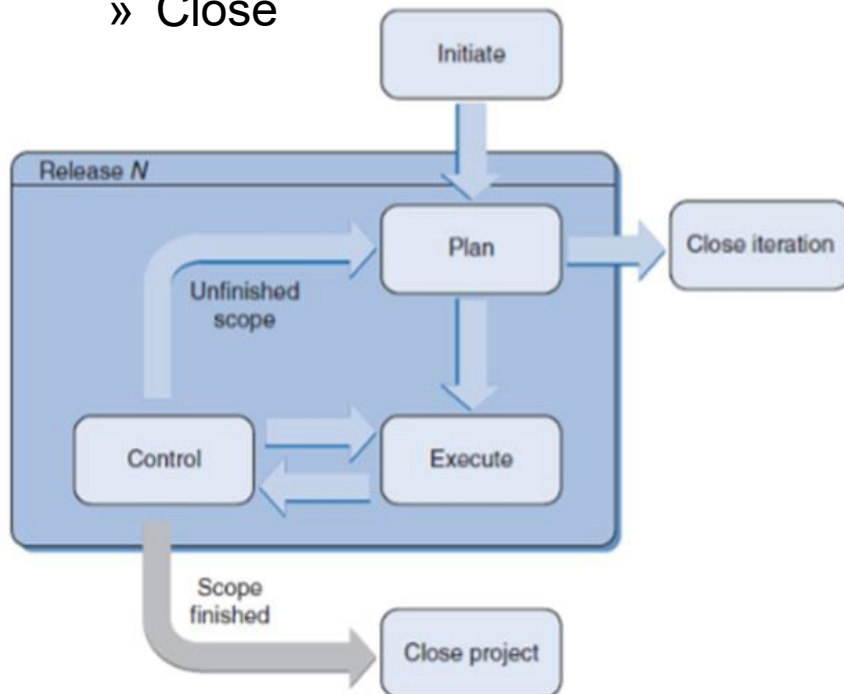 » Close
Initiate
Release N
Plan
Close iteration
Unfinished
scope
Control
Execute
Scope
finished
Close project